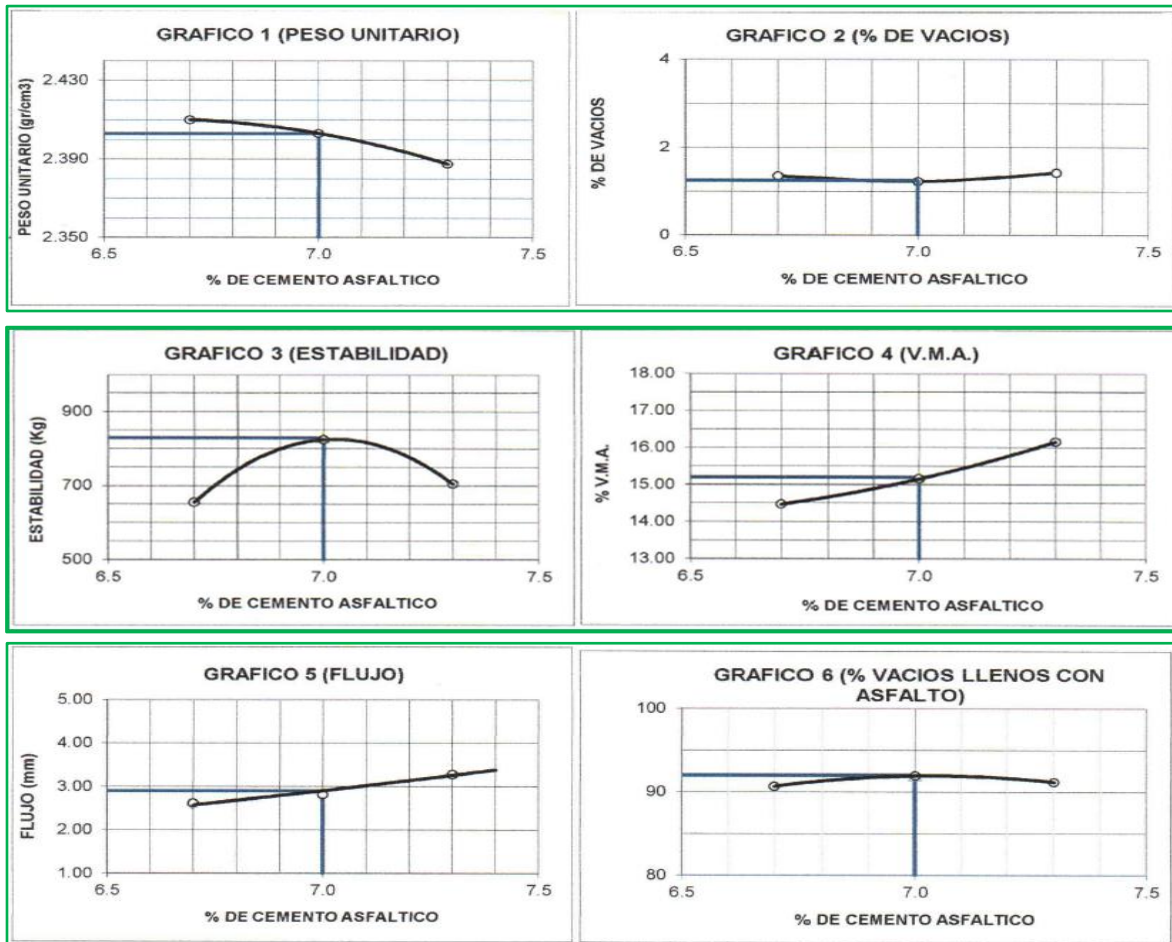 GRAFICO 1 (PESO UNITARIO)
PESO UNITARIO (gr/cm3)
2.430
2.390
2.350
6.5
7.0
7.5
% DE CEMENTO ASFALTICO
GRAFICO 2 (% DE VACIOS)
% DE VACIOS
4
2
0
6.5
7.0
7.5
% DE CEMENTO ASFALTICO
GRAFICO 3 (ESTABILIDAD)
ESTABILIDAD (Kg)
900
700
500
6.5
7.0
7.5
% DE CEMENTO ASFALTICO
GRAFICO 4 (V.M.A.)
% V.M.A.
18.00
17.00
16.00
15.00
14.00
13.00
6.5
7.0
7.5
% DE CEMENTO ASFALTICO
GRAFICO 5 (FLUJO)
FLUJO (mm)
5.00
4.00
3.00
2.00
1.00
6.5
7.0
7.5
% DE CEMENTO ASFALTICO
GRAFICO 6 (% VACIOS LLENOS CON
ASFALTO)
100
90
80
6.5
7.0
7.5
% DE CEMENTO ASFALTICO